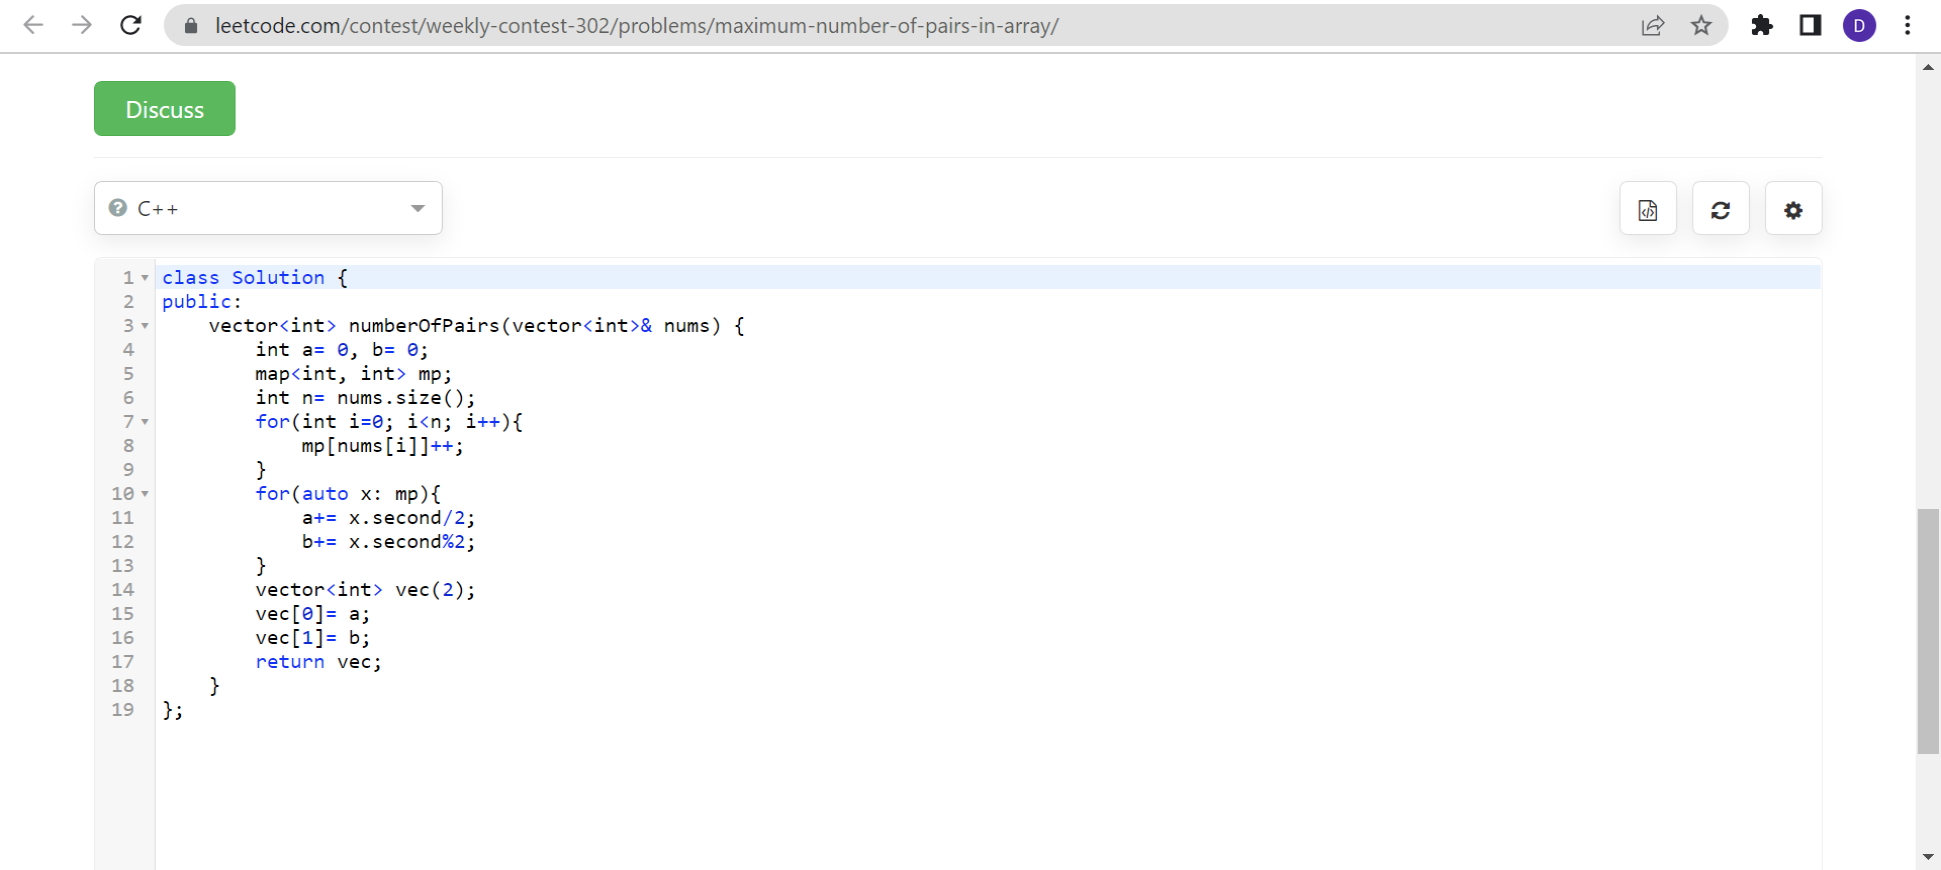 leetcode.com/contest/weekly-contest-302/problems/maximum-number-of-pairs-in-array/
D
Discuss
? C++
1 class Solution {
2 public:
3     vector<int> numberOfPairs(vector<int>& nums) {
4         int a= 0, b= 0;
5         map<int, int> mp;
6         int n= nums.size();
7         for(int i=0; i<n; i++){
8             mp[nums[i]]++;
9         }
10         for(auto x: mp){
11             a+= x.second/2;
12             b+= x.second%2;
13         }
14         vector<int> vec(2);
15         vec[0]= a;
16         vec[1]= b;
17         return vec;
18     }
19 };